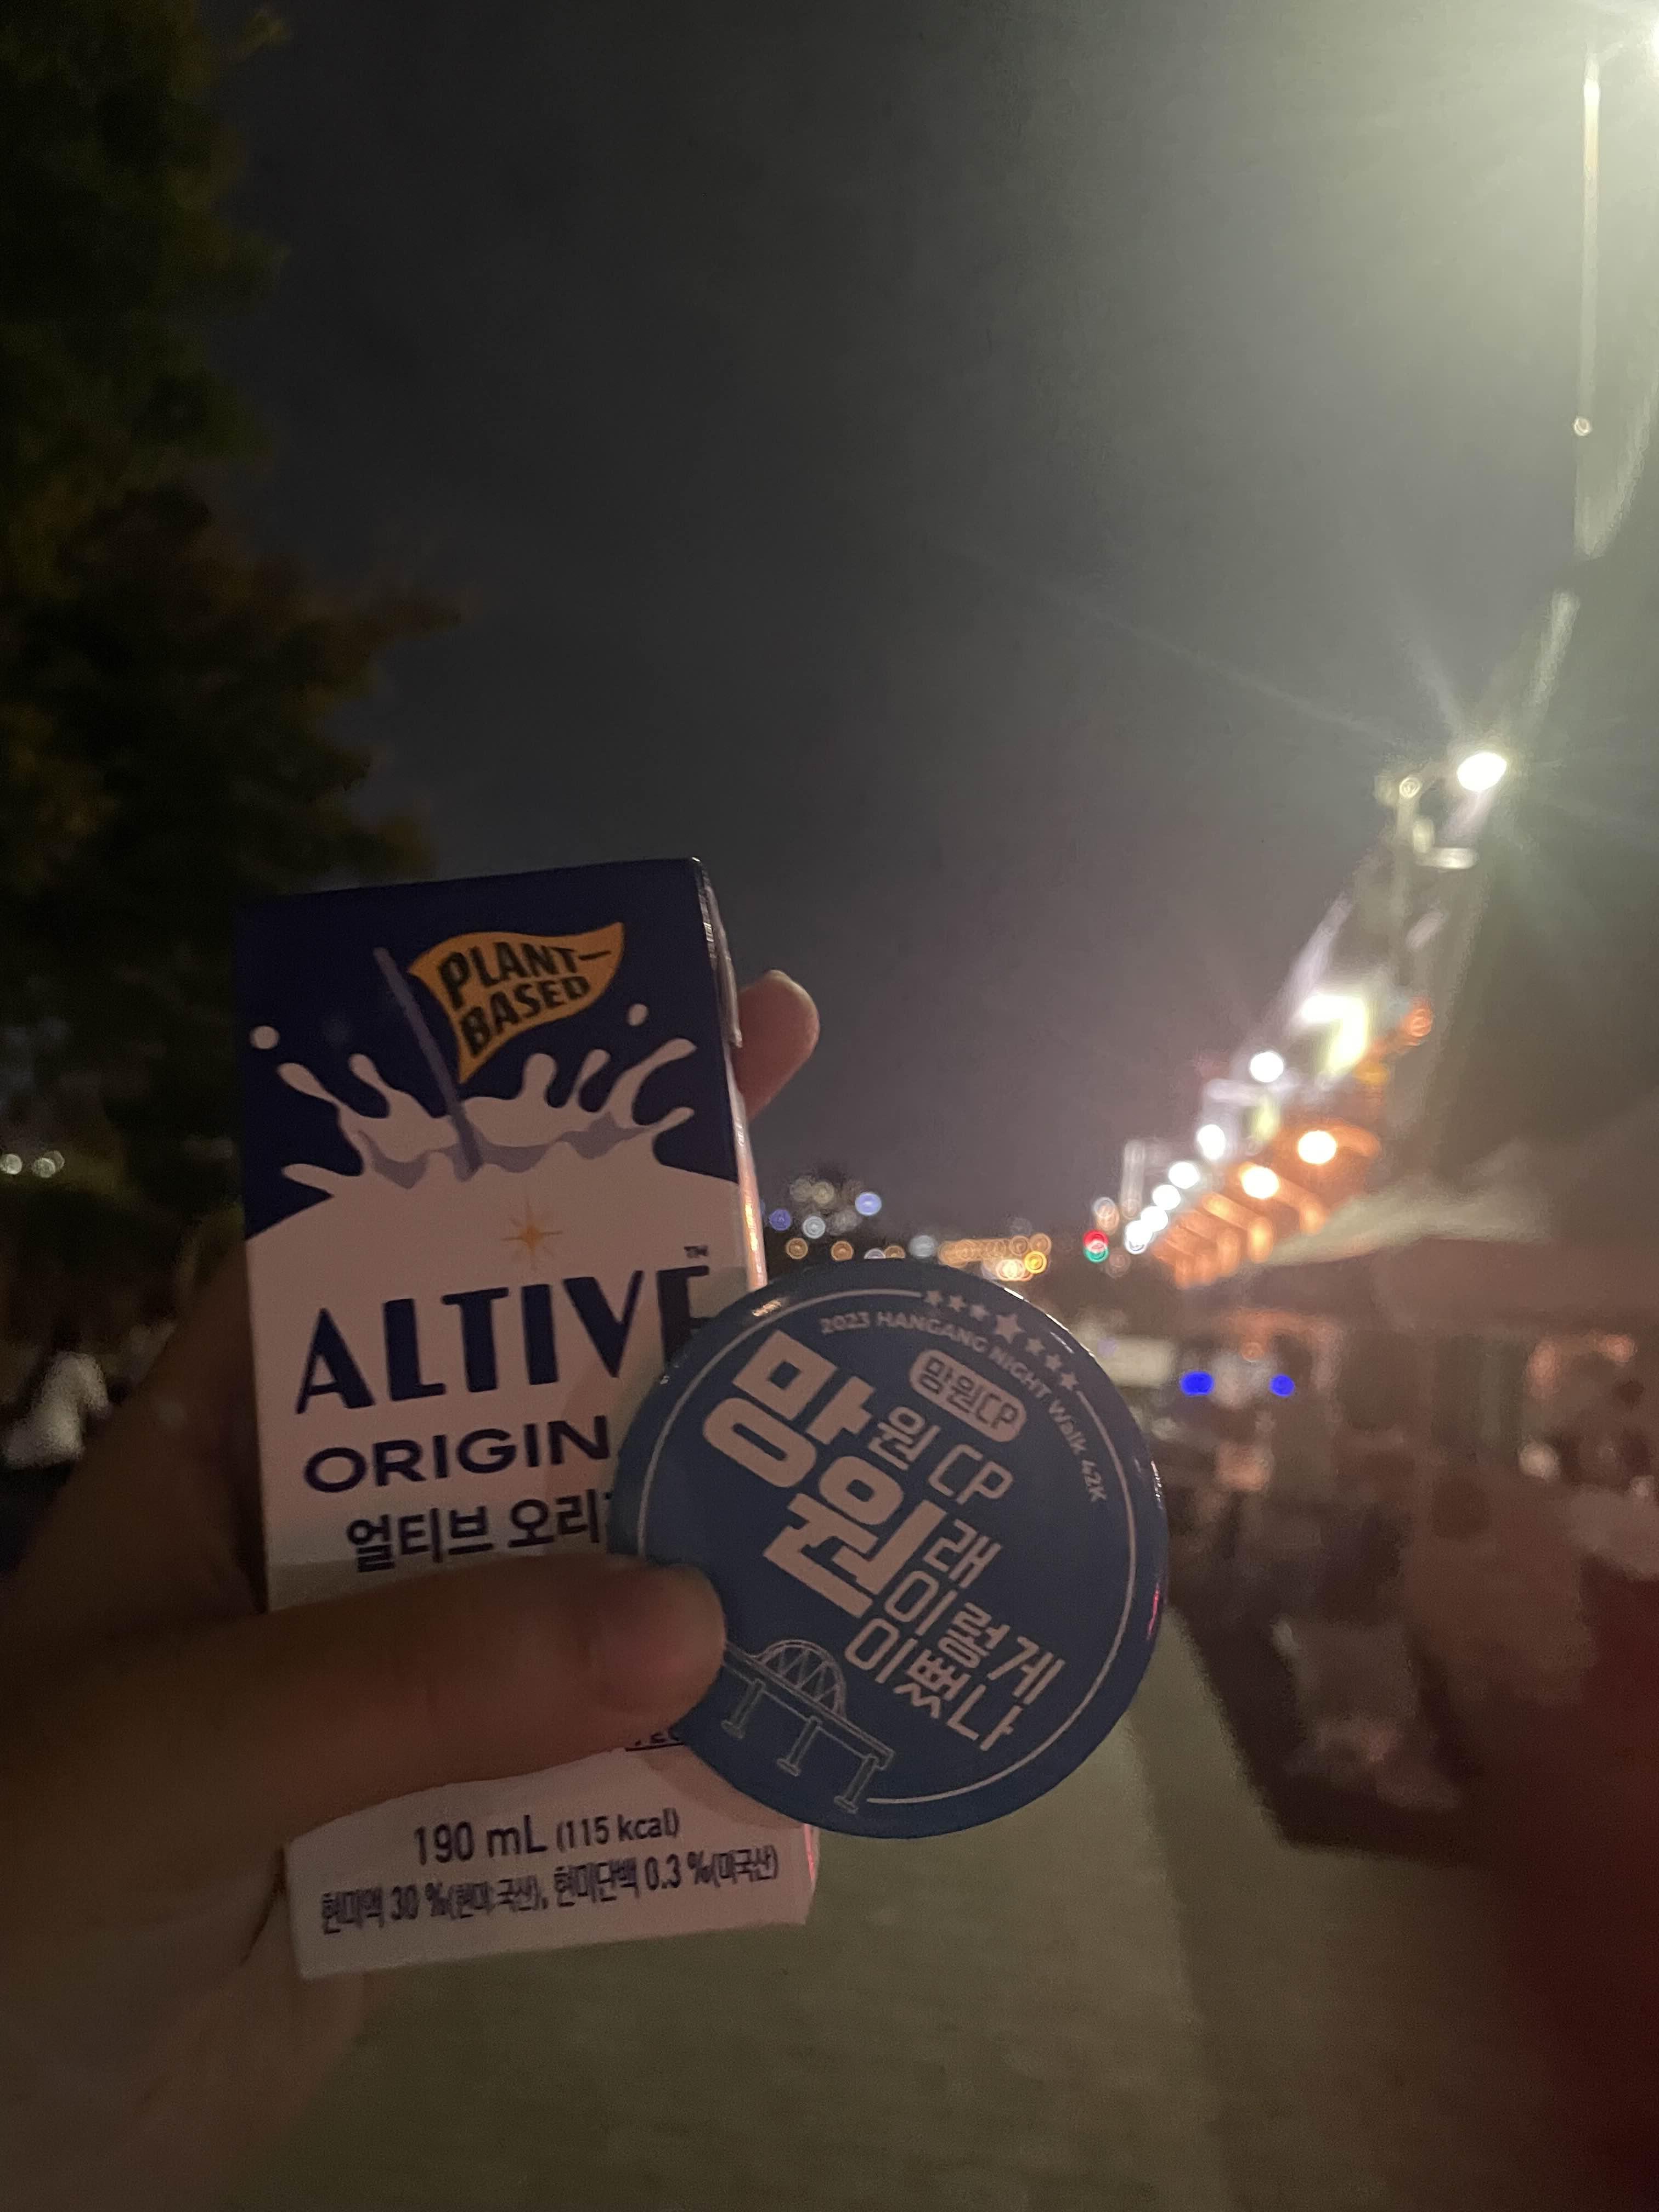 PLANT-
BASED
ALTIVE
TM
ORIGIN
얼티브 오리
190 mL (115 kcal)
현미액 30 %(현미:국산), 현미단백 0.3 %(미국산)
2023 HANGANG NIGHT Walk 42K
망원CP
망원 CP
원래
이렇게
이뻤나